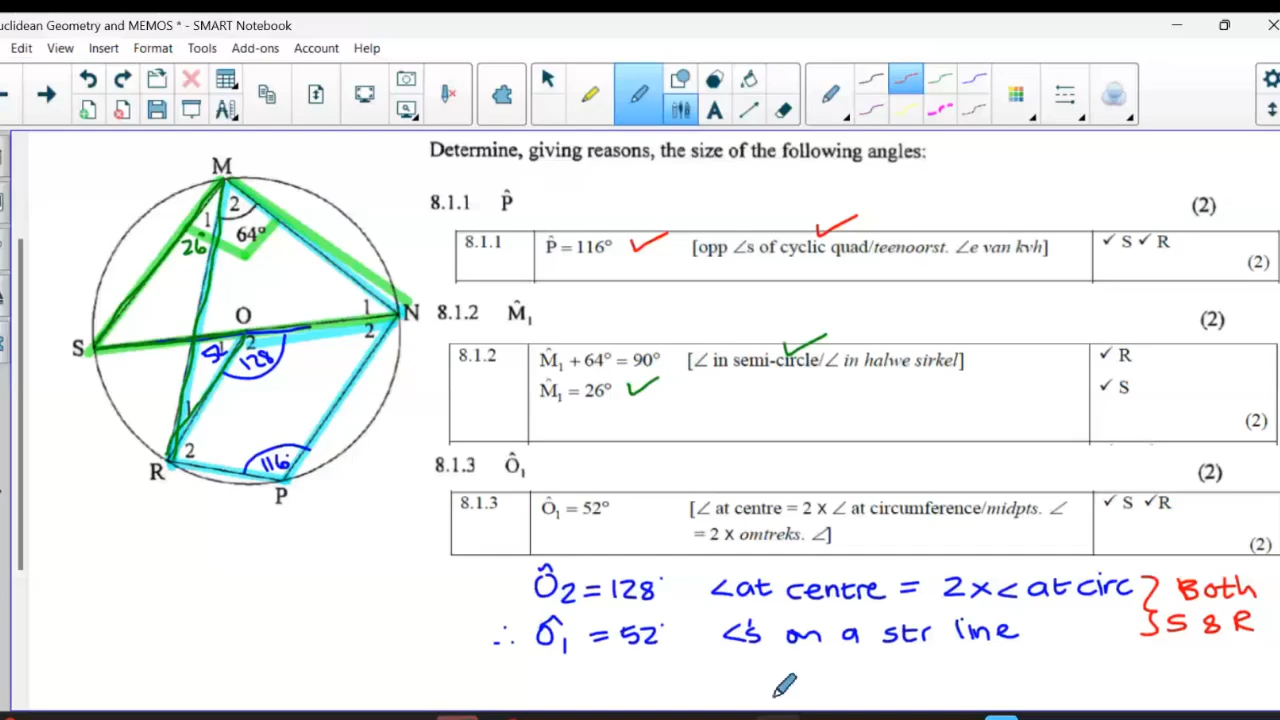 uclidean Geometry and MEMOS * - SMART Notebook
Edit View Insert Format Tools Add-ons Account Help
Determine, giving reasons, the size of the following angles:
8.1.1 P̂ (2)
8.1.1 P̂ = 116° [opp ∠s of cyclic quad/teenoorst. ∠e van kvh] ✓ S ✓ R
(2)
8.1.2 M̂₁ (2)
8.1.2 M̂₁ + 64° = 90° [∠ in semi-circle/∠ in halwe sirkel] ✓ R
M̂₁ = 26° ✓ S
(2)
8.1.3 Ô₁ (2)
8.1.3 Ô₁ = 52° [∠ at centre = 2 x ∠ at circumference/midpts. ∠ ✓ S ✓ R
= 2 x omtreks. ∠] (2)
Ô2 = 128° <at centre = 2x< at circ } Both
∴ Ô1 = 52° <'s on a str line } S & R
M
1 2
26 64°
O
1 N
S 2
52 1 2
128
1
R 2
116°
P